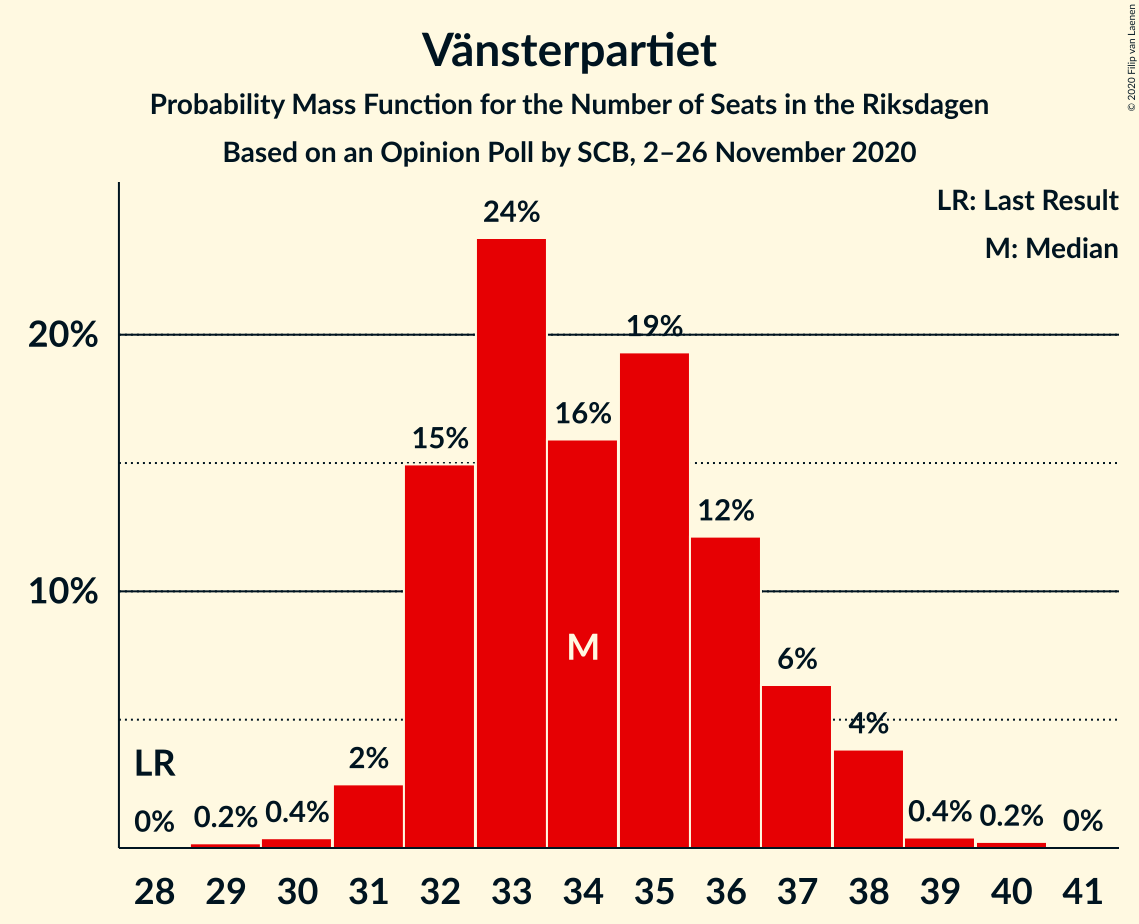 Vänsterpartiet
Probability Mass Function for the Number of Seats in the Riksdagen
Based on an Opinion Poll by SCB, 2–26 November 2020
© 2020 Filip van Laenen
LR: Last Result
M: Median
20%
10%
LR
M
0%
0.2%
0.4%
2%
15%
24%
16%
19%
12%
6%
4%
0.4%
0.2%
0%
28 29 30 31 32 33 34 35 36 37 38 39 40 41